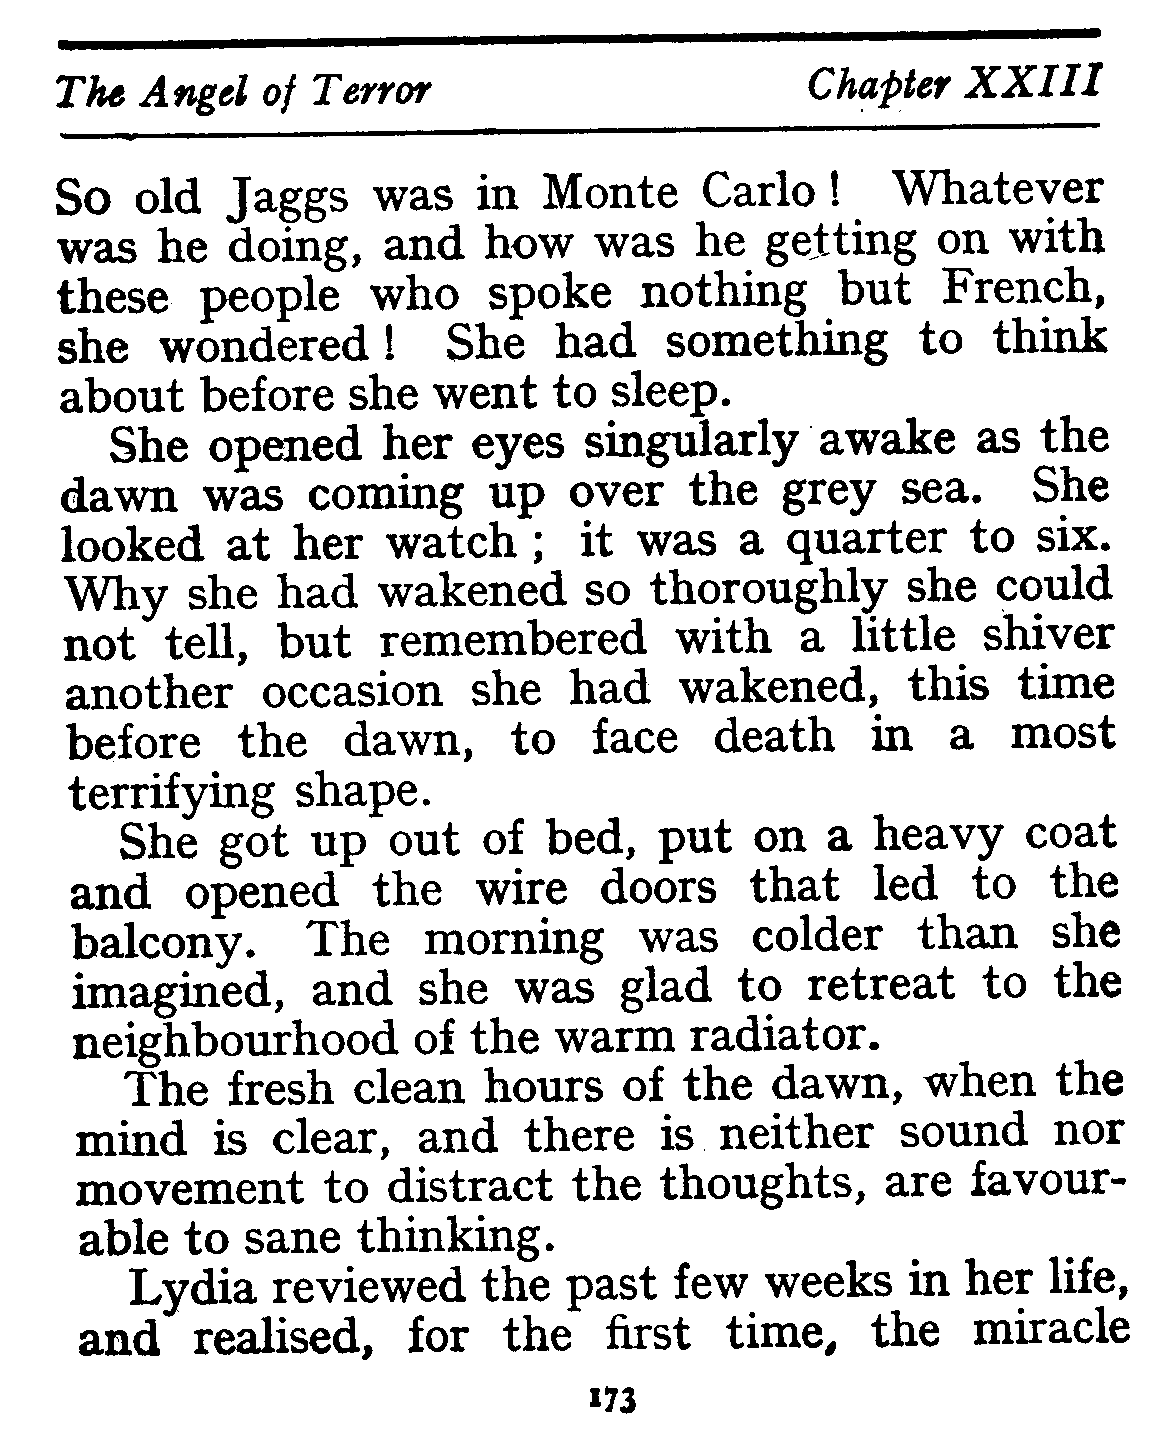 The Angel of Terror Chapter XXIII
So old Jaggs was in Monte Carlo ! Whatever
was he doing, and how was he getting on with
these people who spoke nothing but French,
she wondered ! She had something to think
about before she went to sleep.
She opened her eyes singularly awake as the
dawn was coming up over the grey sea. She
looked at her watch ; it was a quarter to six.
Why she had wakened so thoroughly she could
not tell, but remembered with a little shiver
another occasion she had wakened, this time
before the dawn, to face death in a most
terrifying shape.
She got up out of bed, put on a heavy coat
and opened the wire doors that led to the
balcony. The morning was colder than she
imagined, and she was glad to retreat to the
neighbourhood of the warm radiator.
The fresh clean hours of the dawn, when the
mind is clear, and there is neither sound nor
movement to distract the thoughts, are favour-
able to sane thinking.
Lydia reviewed the past few weeks in her life,
and realised, for the first time, the miracle
173